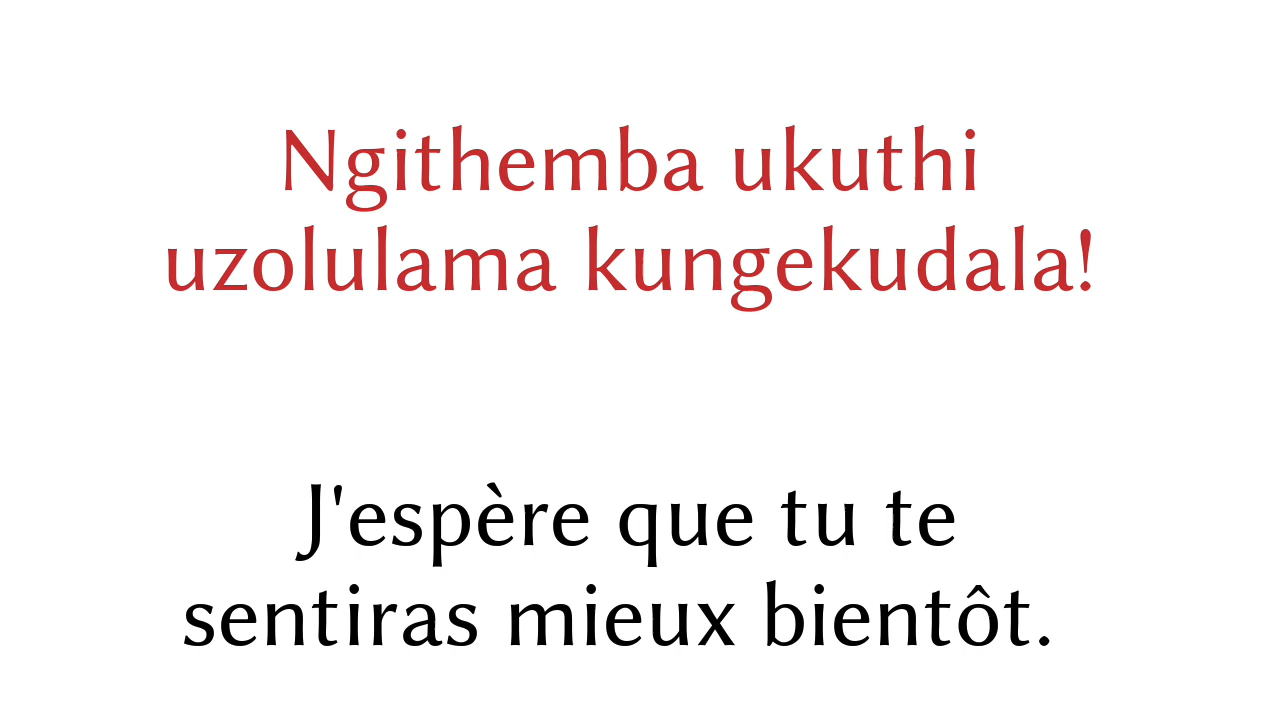 Ngithemba ukuthi
uzolulama kungekudala!
J'espère que tu te
sentiras mieux bientôt.